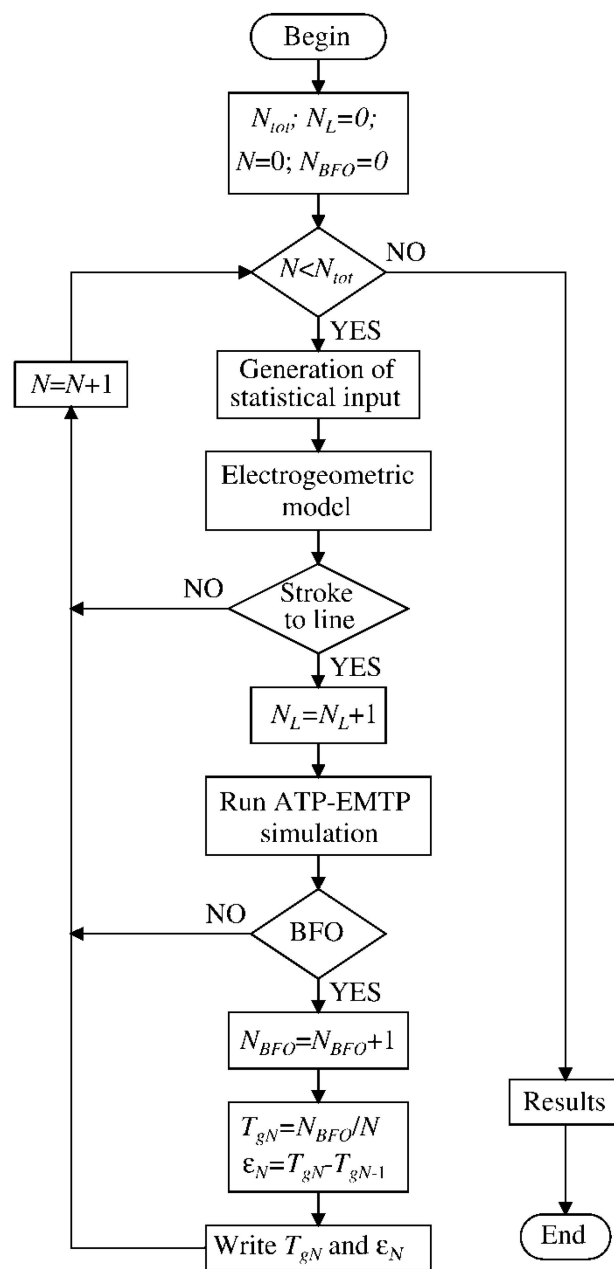 Begin
N_tot; N_L=0;
N=0; N_BFO=0
N<N_tot
NO
YES
N=N+1
Generation of
statistical input
Electrogeometric
model
NO
Stroke
to line
YES
N_L=N_L+1
Run ATP-EMTP
simulation
NO
BFO
YES
N_BFO=N_BFO+1
T_gN=N_BFO/N
ε_N=T_gN-T_gN-1
Results
Write T_gN and ε_N
End